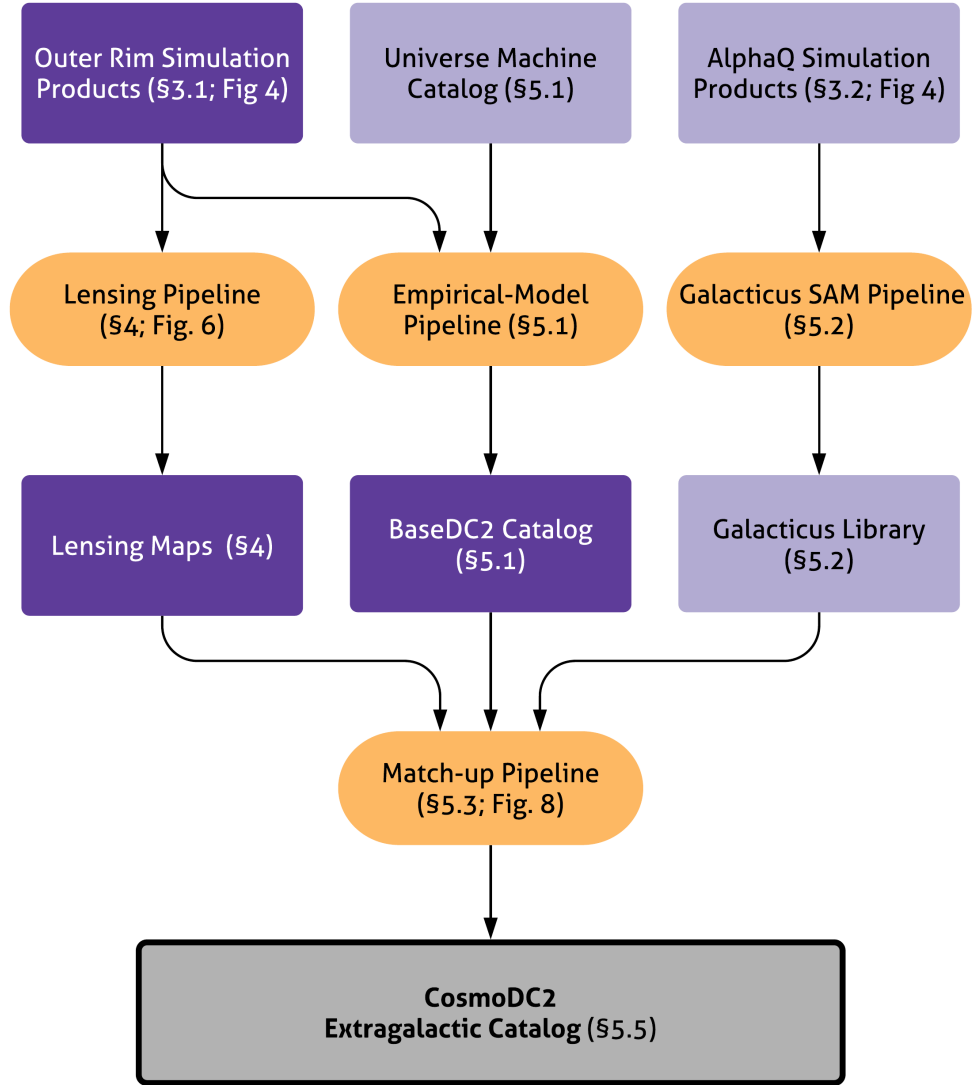 Outer Rim Simulation
Products (§3.1; Fig 4)
Universe Machine
Catalog (§5.1)
AlphaQ Simulation
Products (§3.2; Fig 4)
Lensing Pipeline
(§4; Fig. 6)
Empirical-Model
Pipeline (§5.1)
Galacticus SAM Pipeline
(§5.2)
Lensing Maps (§4)
BaseDC2 Catalog
(§5.1)
Galacticus Library
(§5.2)
Match-up Pipeline
(§5.3; Fig. 8)
CosmoDC2
Extragalactic Catalog (§5.5)